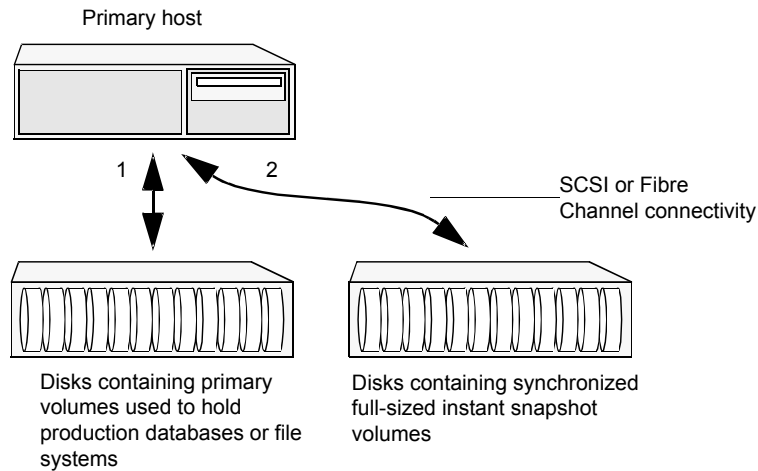 Primary host
1
2
SCSI or Fibre
Channel connectivity
Disks containing primary
volumes used to hold
production databases or file
systems
Disks containing synchronized
full-sized instant snapshot
volumes